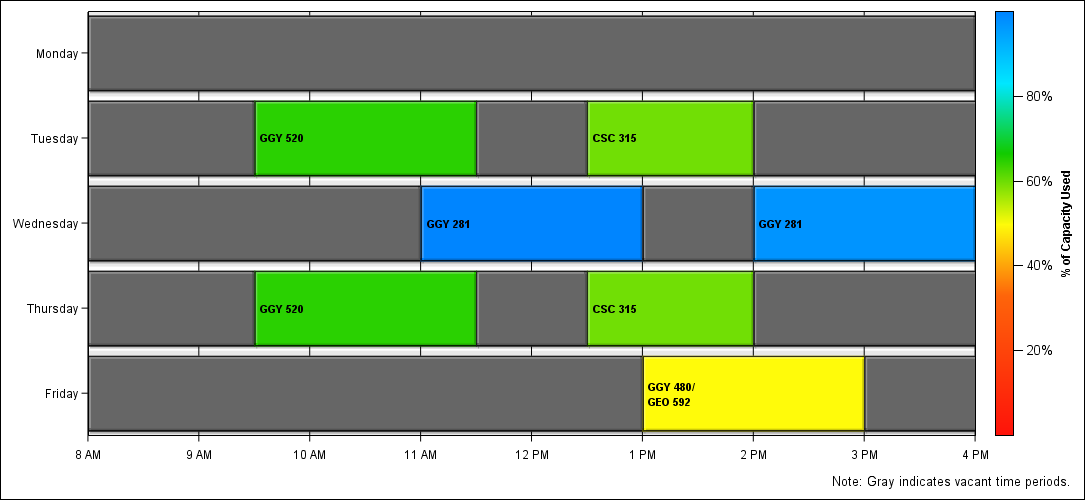 Monday
Tuesday
GGY 520
CSC 315
Wednesday
GGY 281
GGY 281
Thursday
GGY 520
CSC 315
Friday
GGY 480/
GEO 592
8 AM
9 AM
10 AM
11 AM
12 PM
1 PM
2 PM
3 PM
4 PM
80%
60%
40%
20%
% of Capacity Used
Note: Gray indicates vacant time periods.